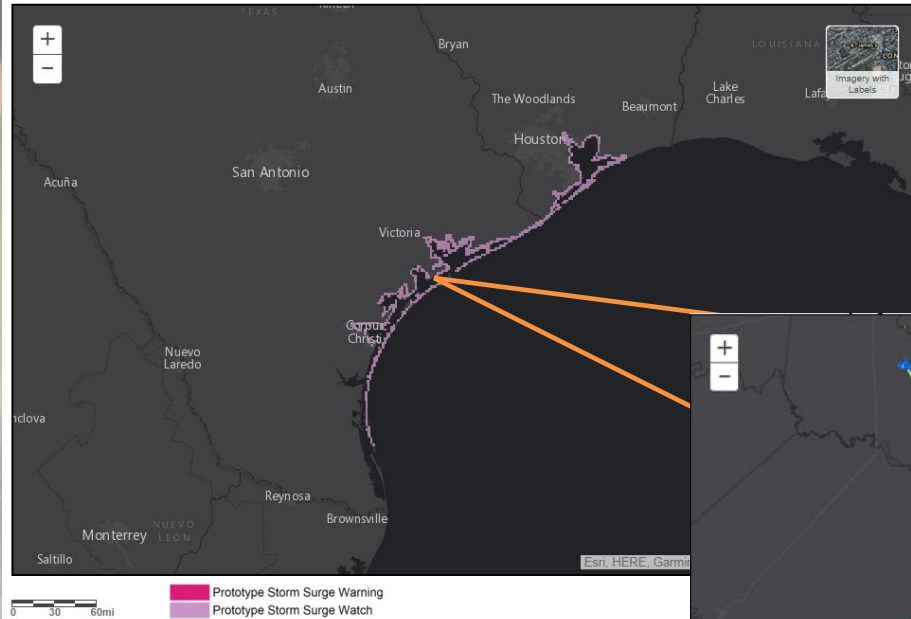 TEXAS
Killeen
+
−
Bryan
LOUISIANA
Imagery with
Labels
Austin
The Woodlands
Beaumont
Lake
Charles
Houston
San Antonio
Acuña
Victoria
Corpus
Christi
Nuevo
Laredo
+
−
Reynosa
Brownsville
Monterrey
NUEVO
LEÓN
Saltillo
Esri, HERE,
0 30 60mi
Prototype Storm Surge Warning
Prototype Storm Surge Watch